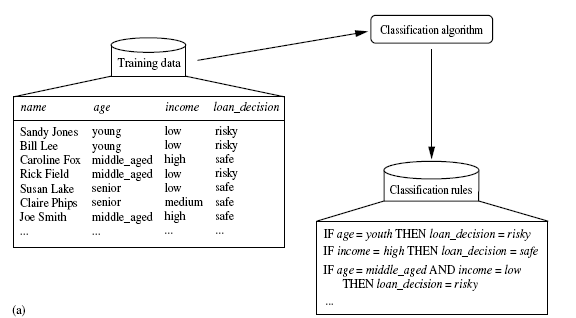 Classification algorithm
Training data
name age income loan_decision
Sandy Jones young low risky
Bill Lee young low risky
Caroline Fox middle_aged high safe
Rick Field middle_aged low risky
Susan Lake senior low safe
Claire Phips senior medium safe
Joe Smith middle_aged high safe
... ... ... ...
Classification rules
IF age = youth THEN loan_decision = risky
IF income = high THEN loan_decision = safe
IF age = middle_aged AND income = low
THEN loan_decision = risky
...
(a)